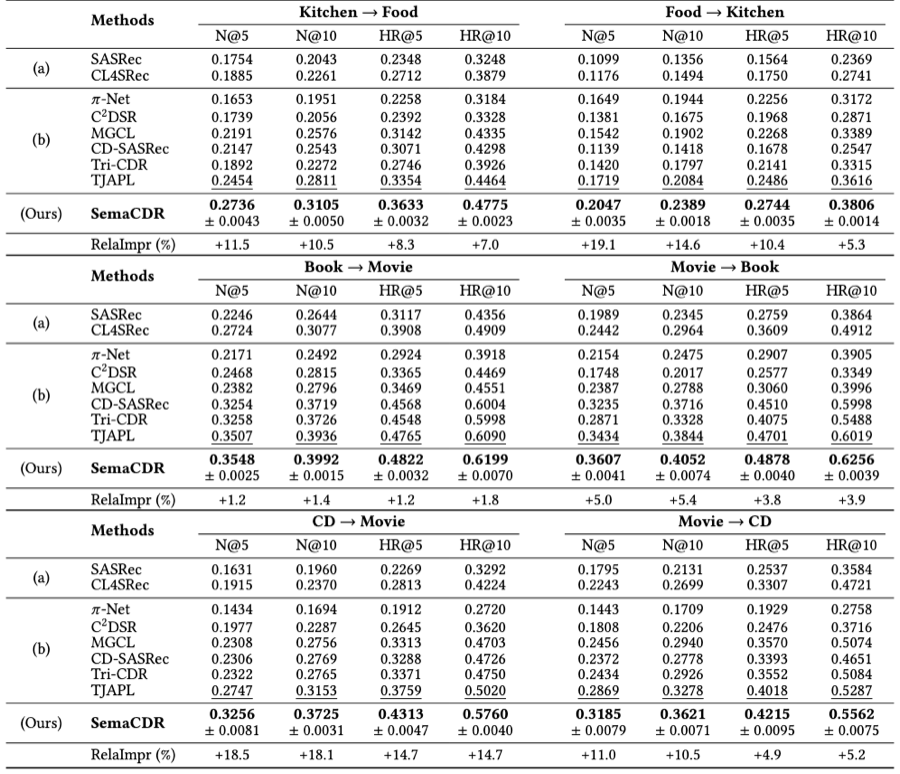 Methods Kitchen → Food Food → Kitchen
N@5 N@10 HR@5 HR@10 N@5 N@10 HR@5 HR@10
(a) SASRec 0.1754 0.2043 0.2348 0.3248 0.1099 0.1356 0.1564 0.2369
CL4SRec 0.1885 0.2261 0.2712 0.3879 0.1176 0.1494 0.1750 0.2741
(b) π-Net 0.1653 0.1951 0.2258 0.3184 0.1649 0.1944 0.2256 0.3172
C²DSR 0.1739 0.2056 0.2392 0.3328 0.1381 0.1675 0.1968 0.2871
MGCL 0.2191 0.2576 0.3142 0.4335 0.1542 0.1902 0.2268 0.3389
CD-SASRec 0.2147 0.2543 0.3071 0.4298 0.1139 0.1418 0.1678 0.2547
Tri-CDR 0.1892 0.2272 0.2746 0.3926 0.1420 0.1797 0.2141 0.3315
TJAPL 0.2454 0.2811 0.3354 0.4464 0.1719 0.2084 0.2486 0.3616
(Ours) SemaCDR 0.2736 0.3105 0.3633 0.4775 0.2047 0.2389 0.2744 0.3806
± 0.0043 ± 0.0050 ± 0.0032 ± 0.0023 ± 0.0035 ± 0.0018 ± 0.0035 ± 0.0014
RelaImpr (%) +11.5 +10.5 +8.3 +7.0 +19.1 +14.6 +10.4 +5.3
Methods Book → Movie Movie → Book
N@5 N@10 HR@5 HR@10 N@5 N@10 HR@5 HR@10
(a) SASRec 0.2246 0.2644 0.3117 0.4356 0.1989 0.2345 0.2759 0.3864
CL4SRec 0.2724 0.3077 0.3908 0.4909 0.2442 0.2964 0.3609 0.4912
(b) π-Net 0.2171 0.2492 0.2924 0.3918 0.2154 0.2475 0.2907 0.3905
C²DSR 0.2468 0.2815 0.3365 0.4469 0.1748 0.2017 0.2577 0.3349
MGCL 0.2382 0.2796 0.3469 0.4551 0.2387 0.2788 0.3060 0.3996
CD-SASRec 0.3254 0.3719 0.4568 0.6004 0.3235 0.3716 0.4510 0.5998
Tri-CDR 0.3258 0.3726 0.4548 0.5998 0.2871 0.3328 0.4075 0.5488
TJAPL 0.3507 0.3936 0.4765 0.6090 0.3434 0.3844 0.4701 0.6019
(Ours) SemaCDR 0.3548 0.3992 0.4822 0.6199 0.3607 0.4052 0.4878 0.6256
± 0.0025 ± 0.0015 ± 0.0032 ± 0.0070 ± 0.0041 ± 0.0074 ± 0.0040 ± 0.0039
RelaImpr (%) +1.2 +1.4 +1.2 +1.8 +5.0 +5.4 +3.8 +3.9
Methods CD → Movie Movie → CD
N@5 N@10 HR@5 HR@10 N@5 N@10 HR@5 HR@10
(a) SASRec 0.1631 0.1960 0.2269 0.3292 0.1795 0.2131 0.2537 0.3584
CL4SRec 0.1915 0.2370 0.2813 0.4224 0.2243 0.2699 0.3307 0.4721
(b) π-Net 0.1434 0.1694 0.1912 0.2720 0.1443 0.1709 0.1929 0.2758
C²DSR 0.1977 0.2287 0.2645 0.3620 0.1808 0.2206 0.2476 0.3716
MGCL 0.2308 0.2756 0.3313 0.4703 0.2456 0.2940 0.3570 0.5074
CD-SASRec 0.2306 0.2769 0.3288 0.4726 0.2372 0.2778 0.3393 0.4651
Tri-CDR 0.2322 0.2765 0.3371 0.4750 0.2434 0.2926 0.3552 0.5084
TJAPL 0.2747 0.3153 0.3759 0.5020 0.2869 0.3278 0.4018 0.5287
(Ours) SemaCDR 0.3256 0.3725 0.4313 0.5760 0.3185 0.3621 0.4215 0.5562
± 0.0081 ± 0.0031 ± 0.0047 ± 0.0040 ± 0.0079 ± 0.0071 ± 0.0095 ± 0.0075
RelaImpr (%) +18.5 +18.1 +14.7 +14.7 +11.0 +10.5 +4.9 +5.2